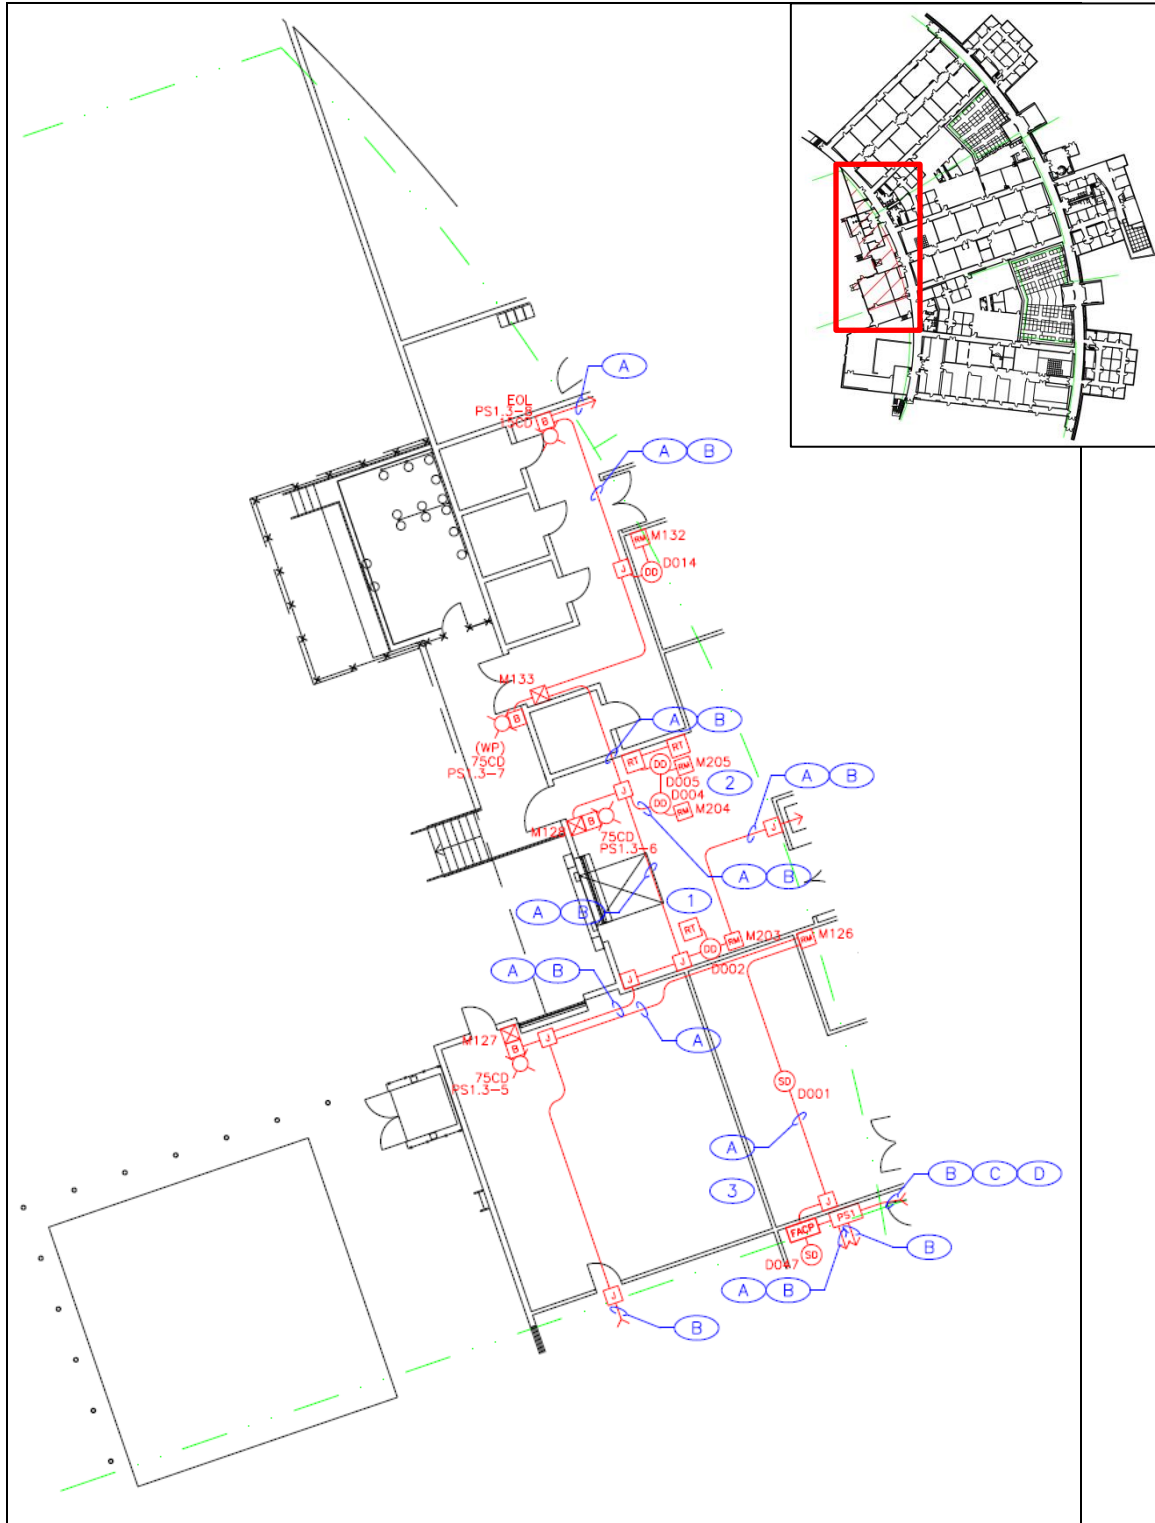 A
EOL
PS1.3-8
15CD
B
A B
RM M132
J DD D014
M133
B
(WP)
75CD
PS1.3-7
A B
RT RT
DD RM M205
D005
2
A B
J
D004
DD RM M204
M128 B
75CD
PS1.3-6
J
A B
A B
1
RT
RM M203
RM M126
DD
D002
J
J
A B
A
M127
B
J
75CD
PS1.3-5
SD D001
A
B C D
3
J
PS1
FACP
D047 SD
B
A B
J
B